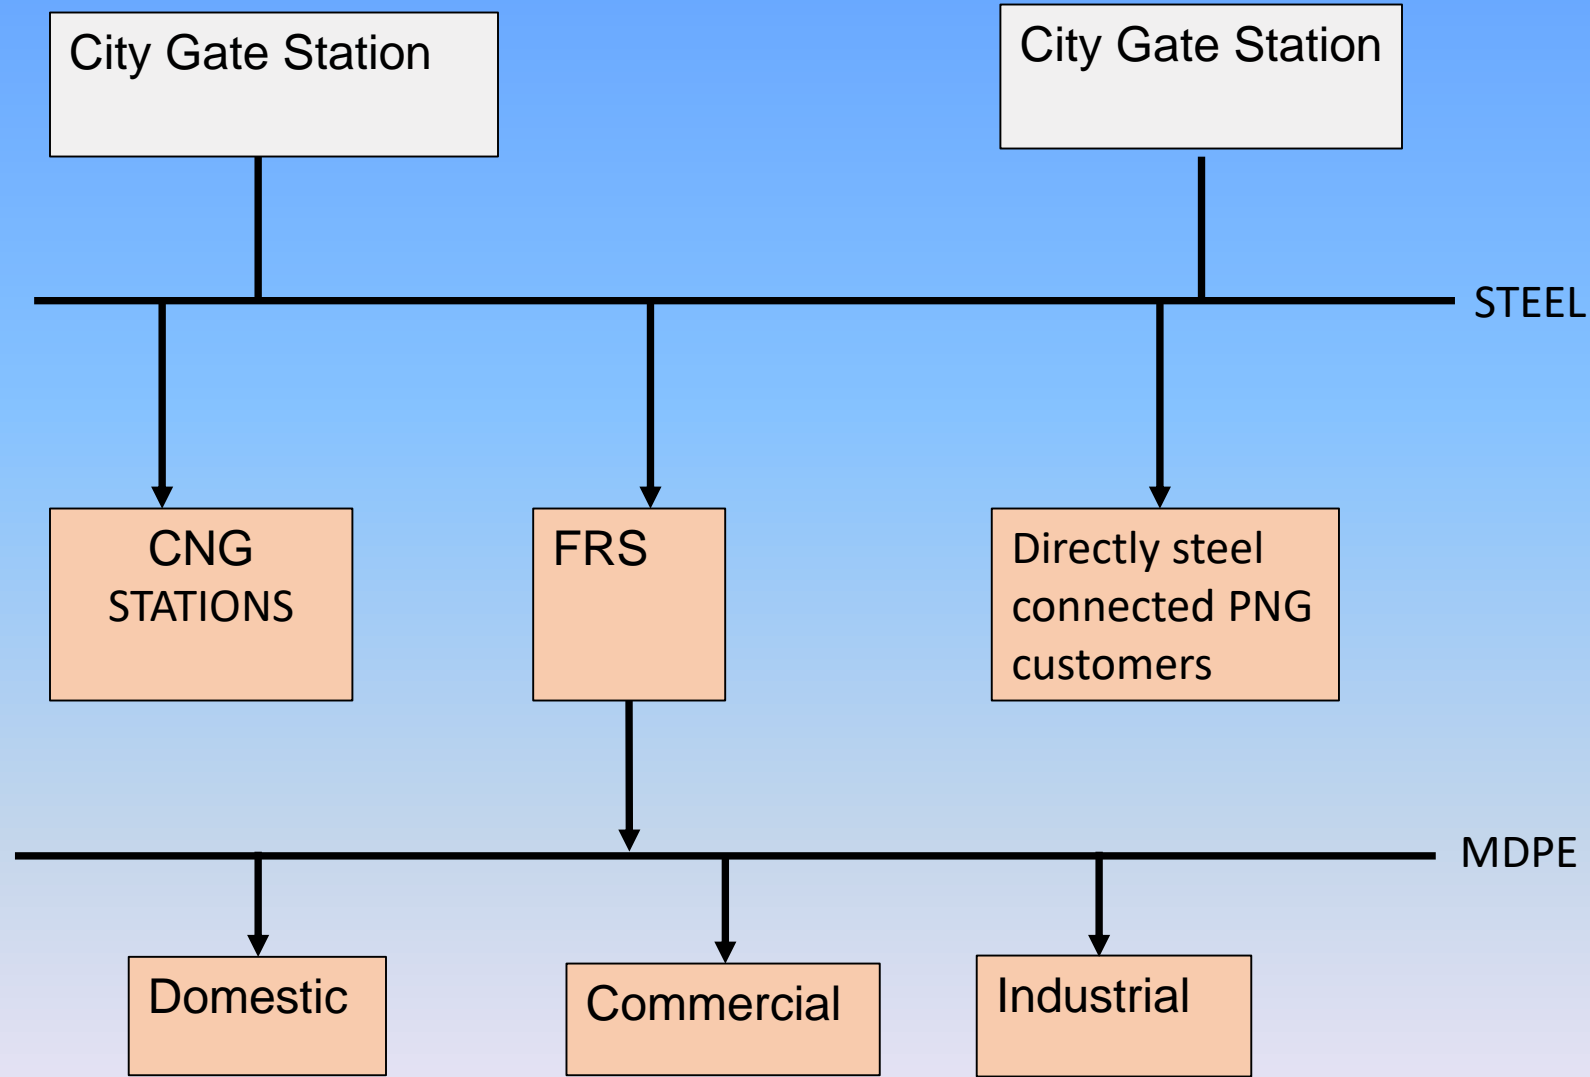 City Gate Station
City Gate Station
STEEL
CNG
STATIONS
FRS
Directly steel
connected PNG
customers
MDPE
Domestic
Commercial
Industrial